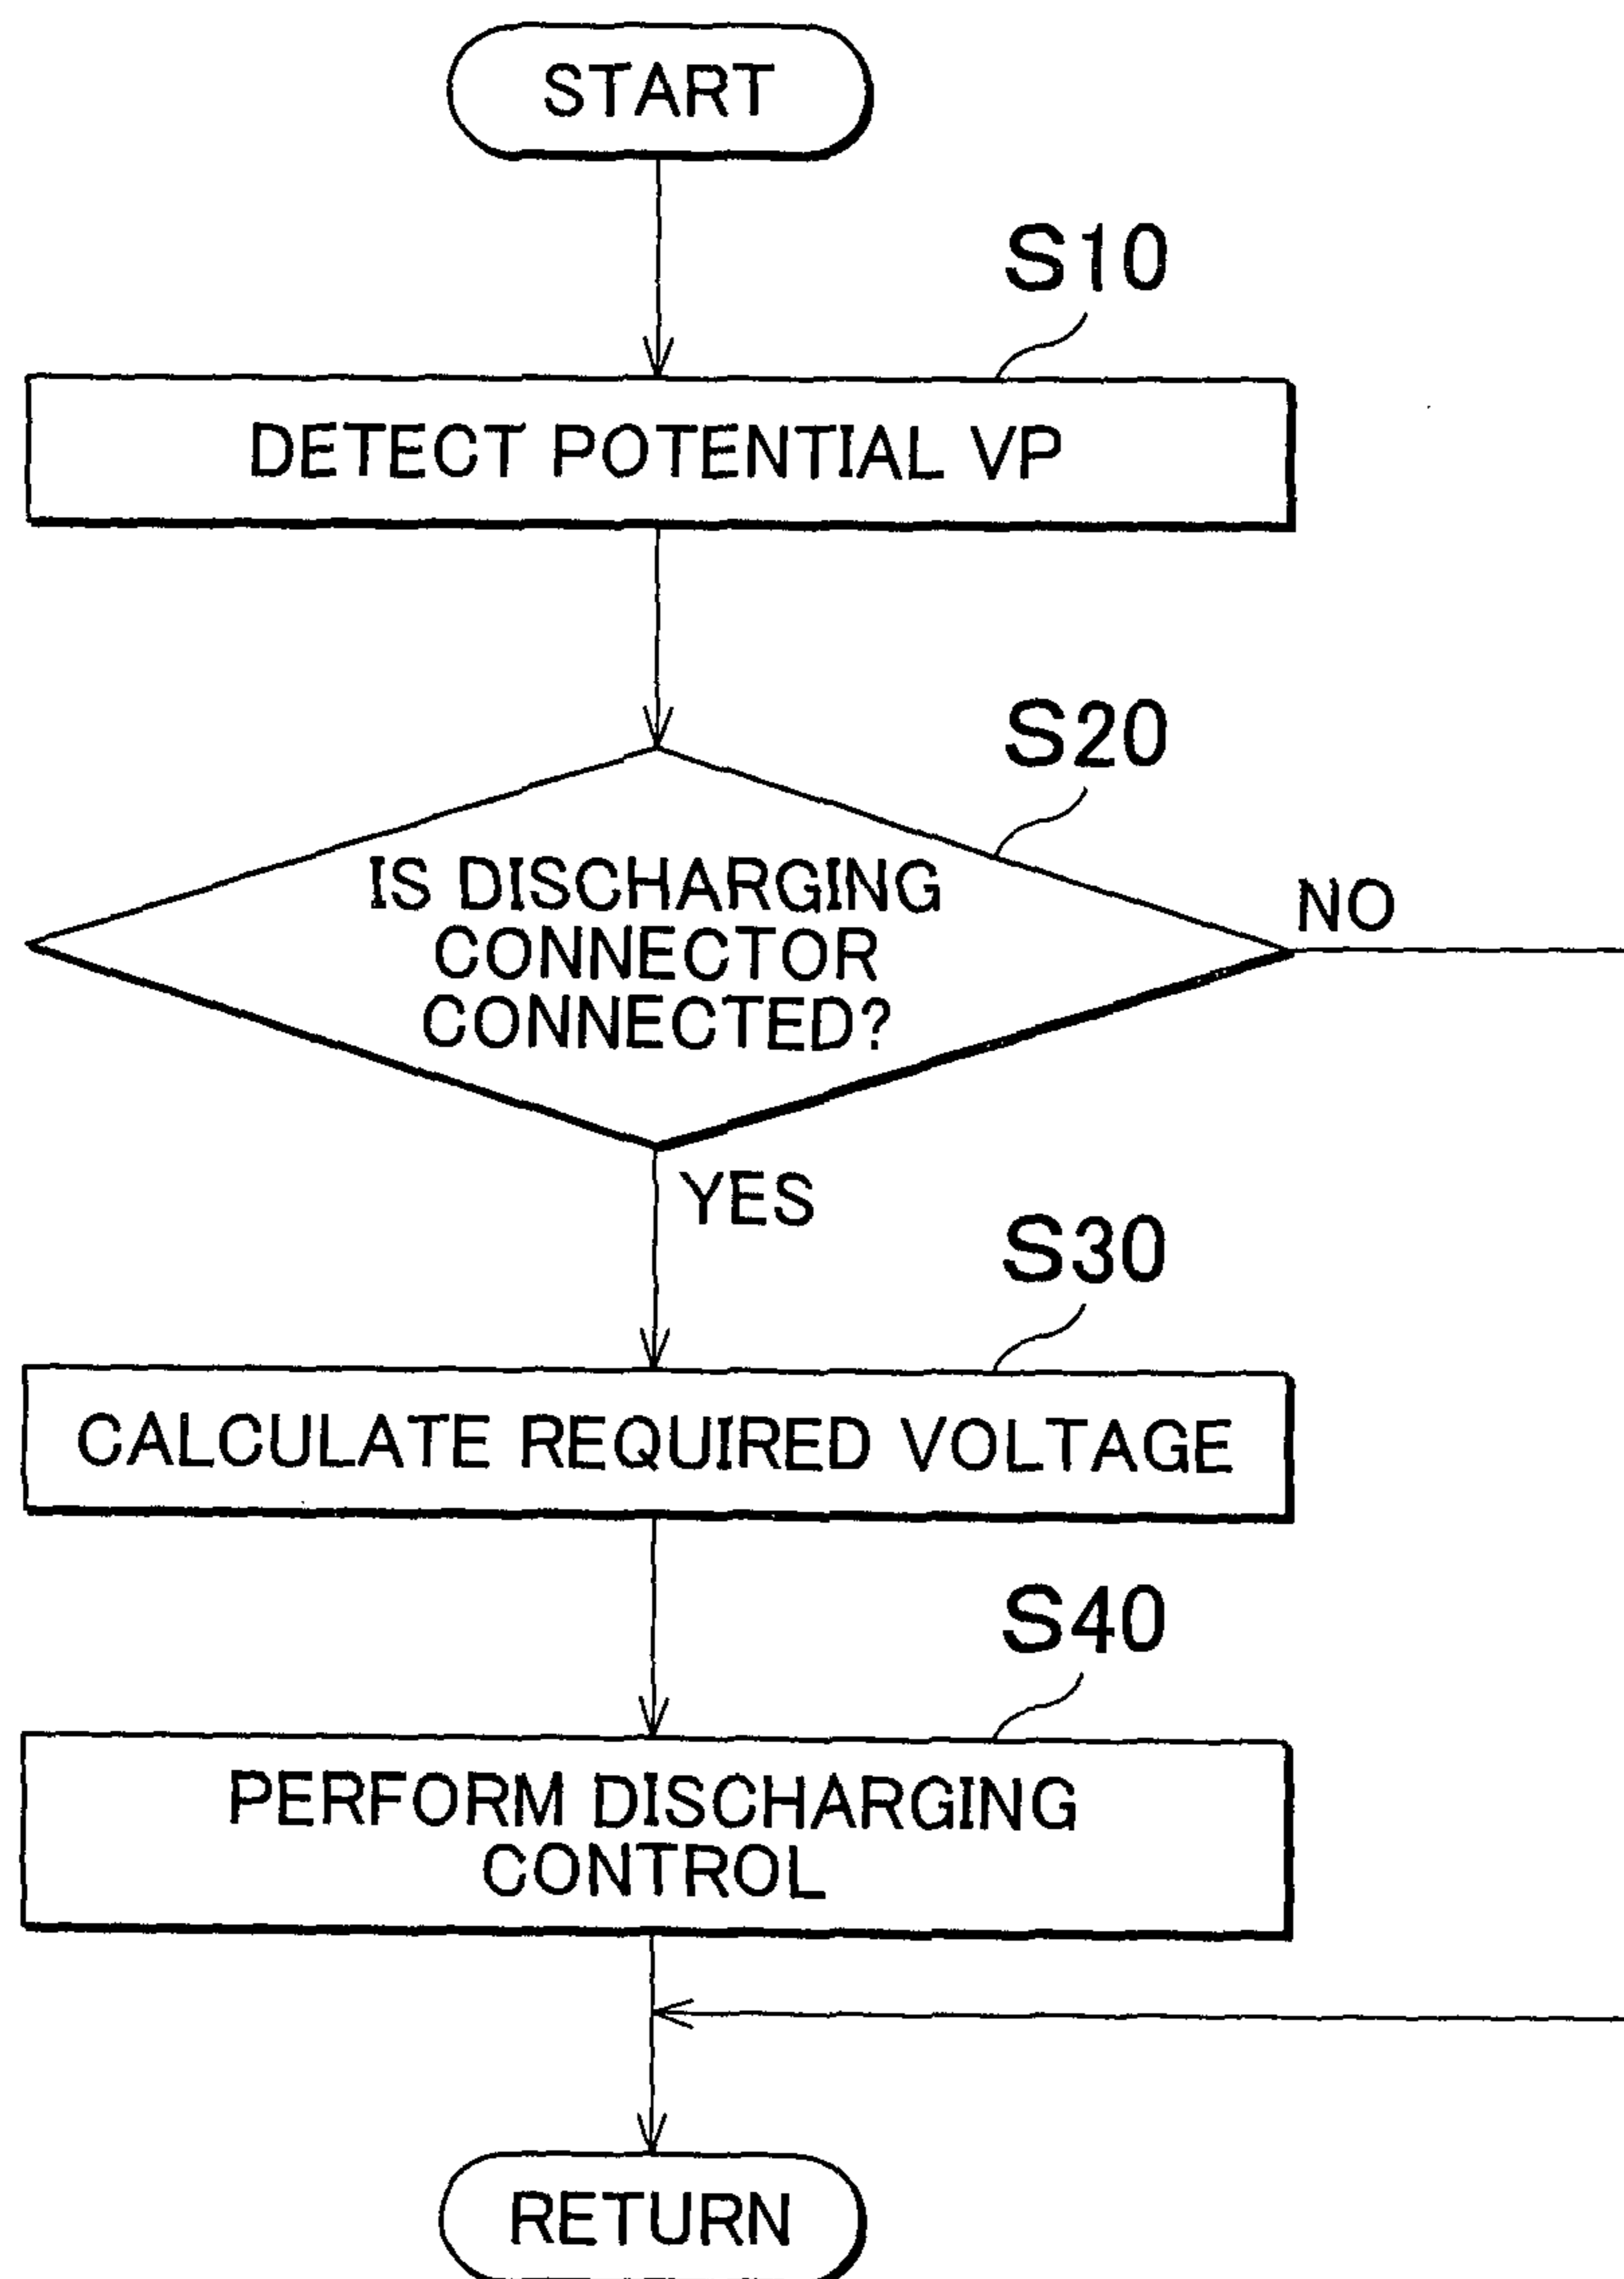 START
S10
DETECT POTENTIAL VP
S20
IS DISCHARGING
CONNECTOR
CONNECTED?
NO
YES
S30
CALCULATE REQUIRED VOLTAGE
S40
PERFORM DISCHARGING
CONTROL
RETURN